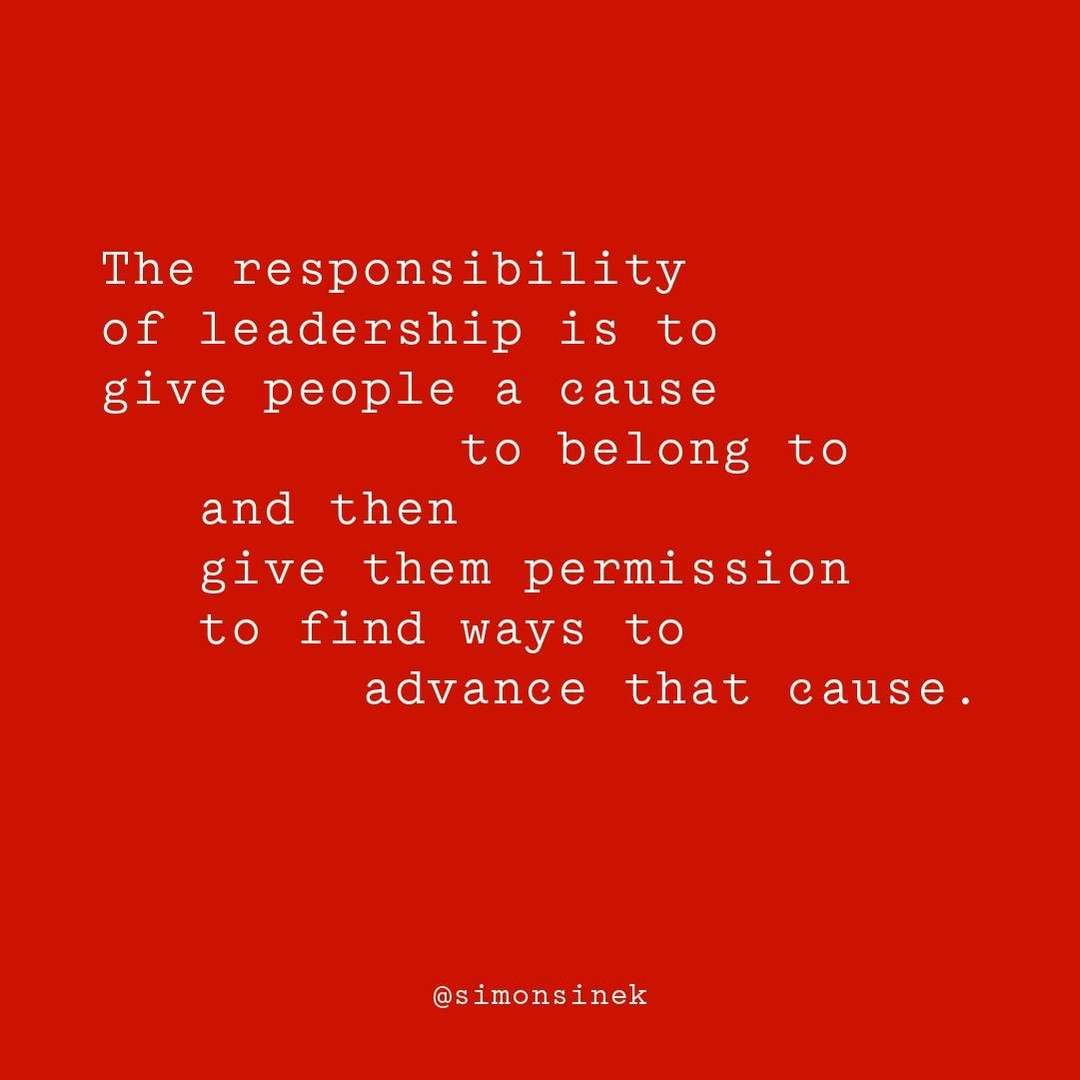 The responsibility
of leadership is to
give people a cause
to belong to
and then
give them permission
to find ways to
advance that cause.
@simonsinek